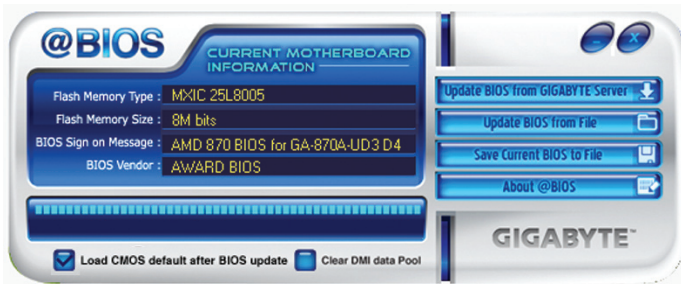 @BIOS
CURRENT MOTHERBOARD
INFORMATION
Flash Memory Type : MXIC 25L8005
Flash Memory Size : 8M bits
BIOS Sign on Message : AMD 870 BIOS for GA-870A-UD3 D4
BIOS Vendor : AWARD BIOS
Load CMOS default after BIOS update
Clear DMI data Pool
Update BIOS from GIGABYTE Server
Update BIOS from File
Save Current BIOS to File
About @BIOS
GIGABYTE™